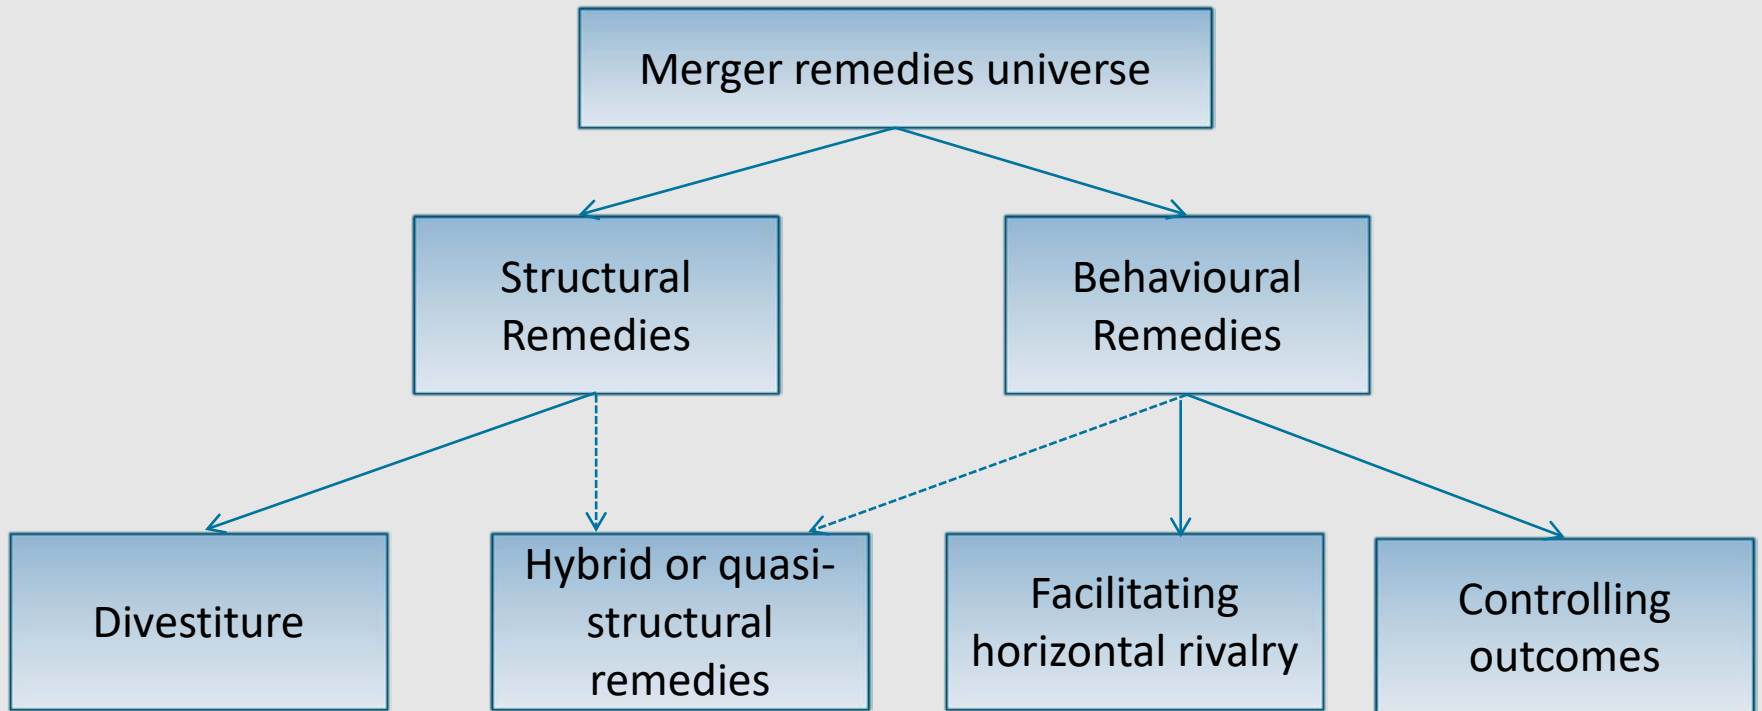 Merger remedies universe
Structural
Remedies
Behavioural
Remedies
Divestiture
Hybrid or quasi-
structural
remedies
Facilitating
horizontal rivalry
Controlling
outcomes